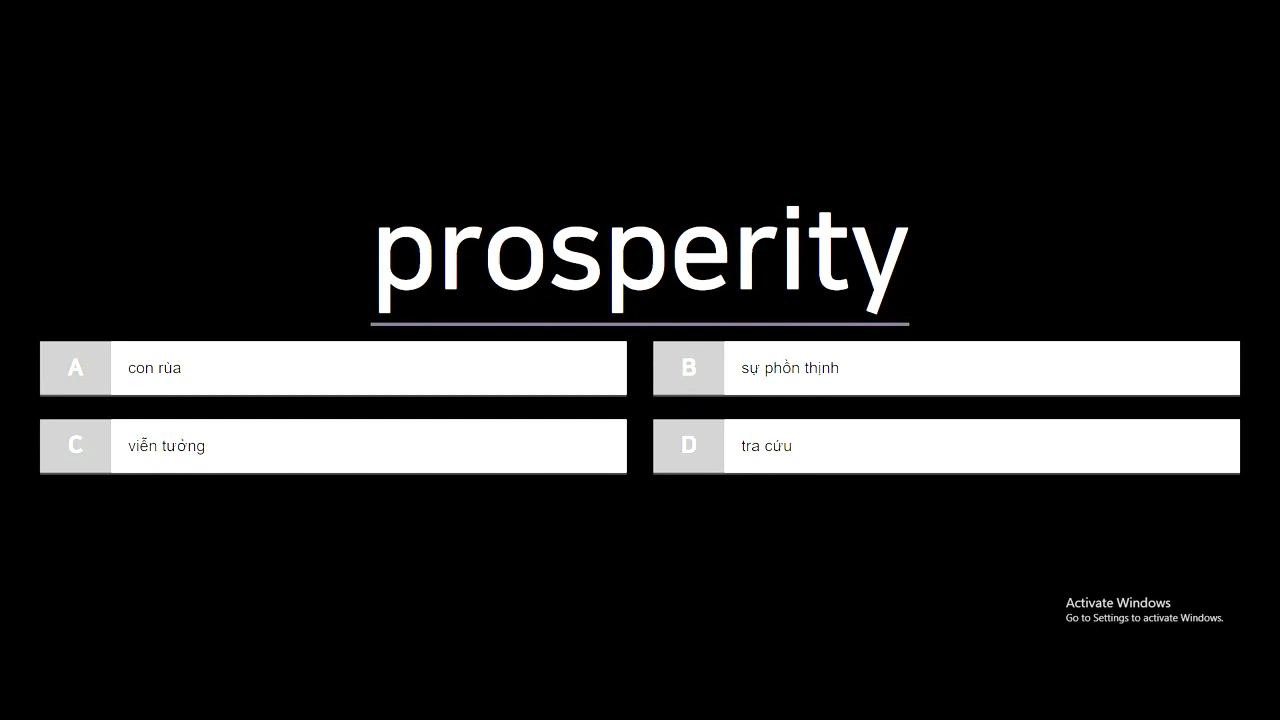 prosperity
A con rùa
B sự phồn thịnh
C viễn tưởng
D tra cứu
Activate Windows
Go to Settings to activate Windows.